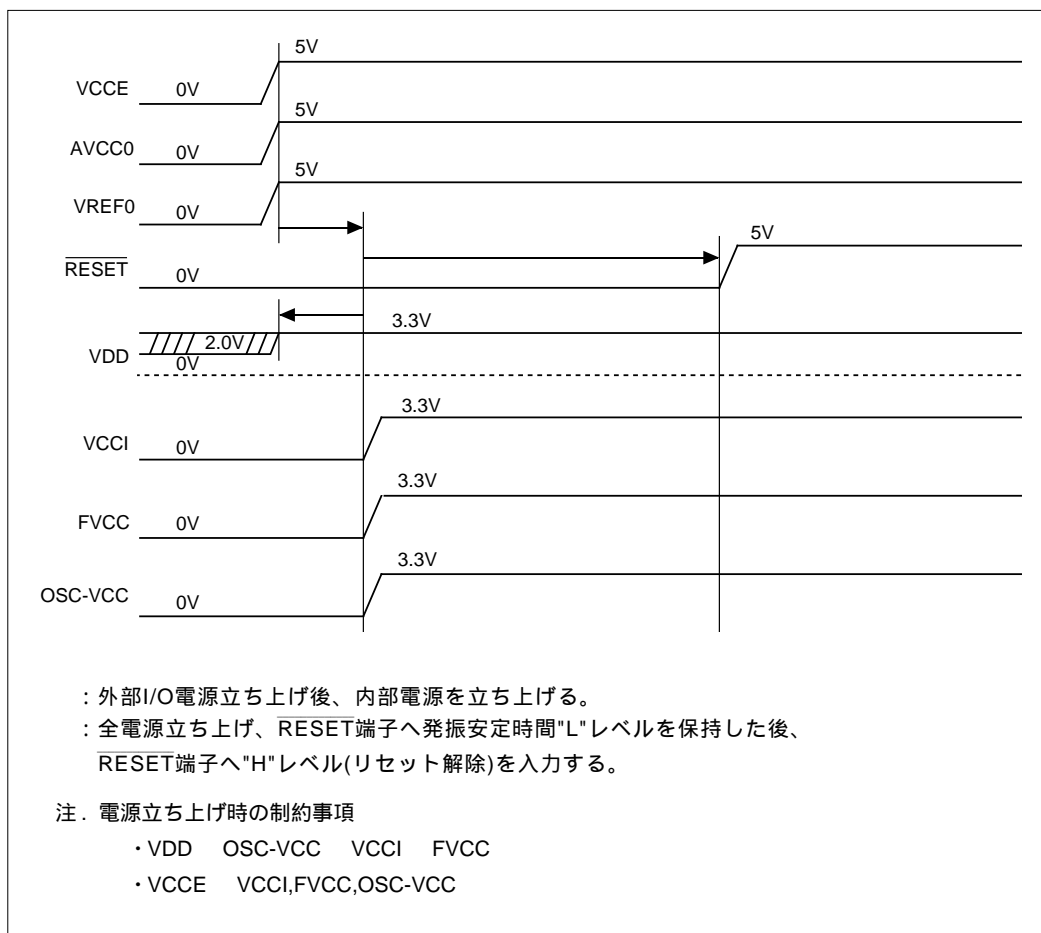 5V
VCCE 0V
5V
AVCC0 0V
5V
VREF0 0V
5V
RESET 0V
3.3V
2.0V
VDD 0V
3.3V
VCCI 0V
3.3V
FVCC 0V
3.3V
OSC-VCC 0V
：外部I/O電源立ち上げ後、内部電源を立ち上げる。
：全電源立ち上げ、RESET端子へ発振安定時間"L"レベルを保持した後、
RESET端子へ"H"レベル(リセット解除)を入力する。
注．電源立ち上げ時の制約事項
・VDD OSC-VCC VCCI FVCC
・VCCE VCCI,FVCC,OSC-VCC